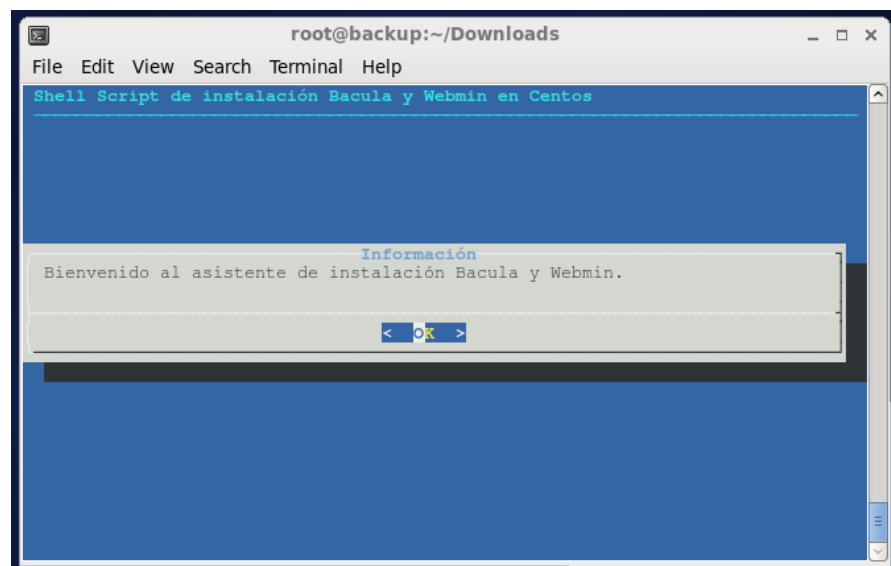 root@backup:~/Downloads
File Edit View Search Terminal Help
Shell Script de instalación Bacula y Webmin en Centos
Información
Bienvenido al asistente de instalación Bacula y Webmin.
< OK >